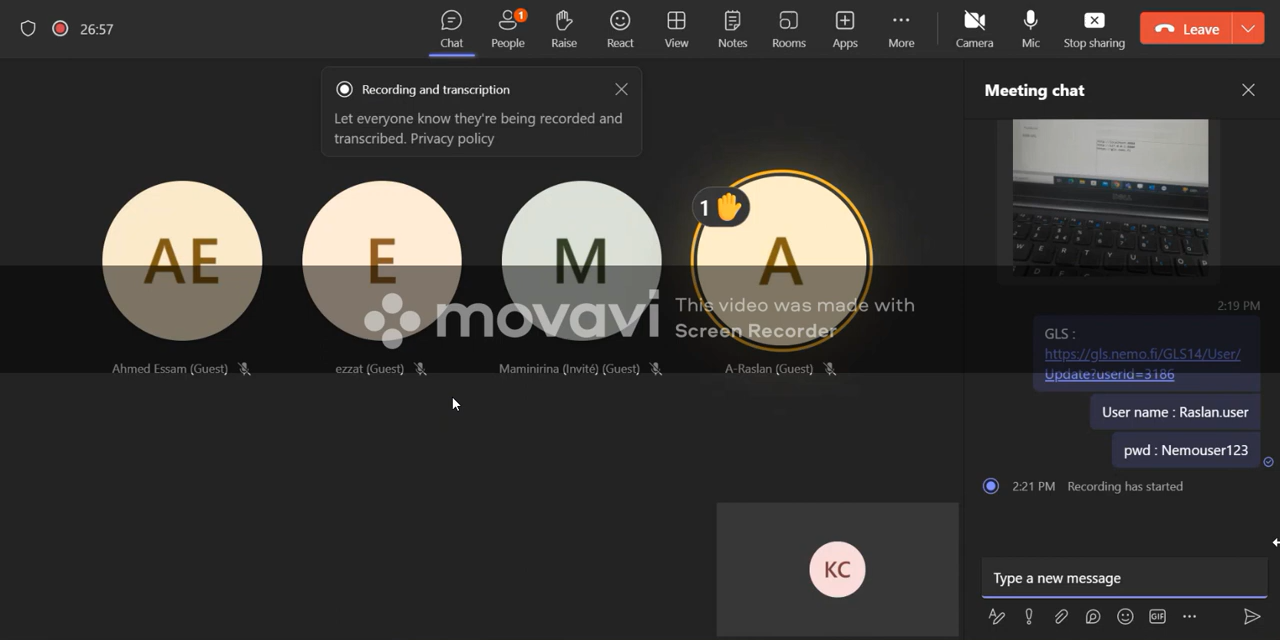 26:57
1
Chat
People
Raise
React
View
Notes
Rooms
Apps
More
Camera
Mic
Stop sharing
Leave
Recording and transcription
Let everyone know they're being recorded and
transcribed. Privacy policy
Meeting chat
AE
E
M
1
A
movavi
This video was made with
Screen Recorder
Ahmed Essam (Guest)
ezzat (Guest)
Maminirina (Invité) (Guest)
A-Raslan (Guest)
DELL
2:19 PM
GLS :
https://gls.nemo.fi/GLS14/User/
Update?userid=3186
User name : Raslan.user
pwd : Nemouser123
2:21 PM Recording has started
KC
Type a new message
GIF